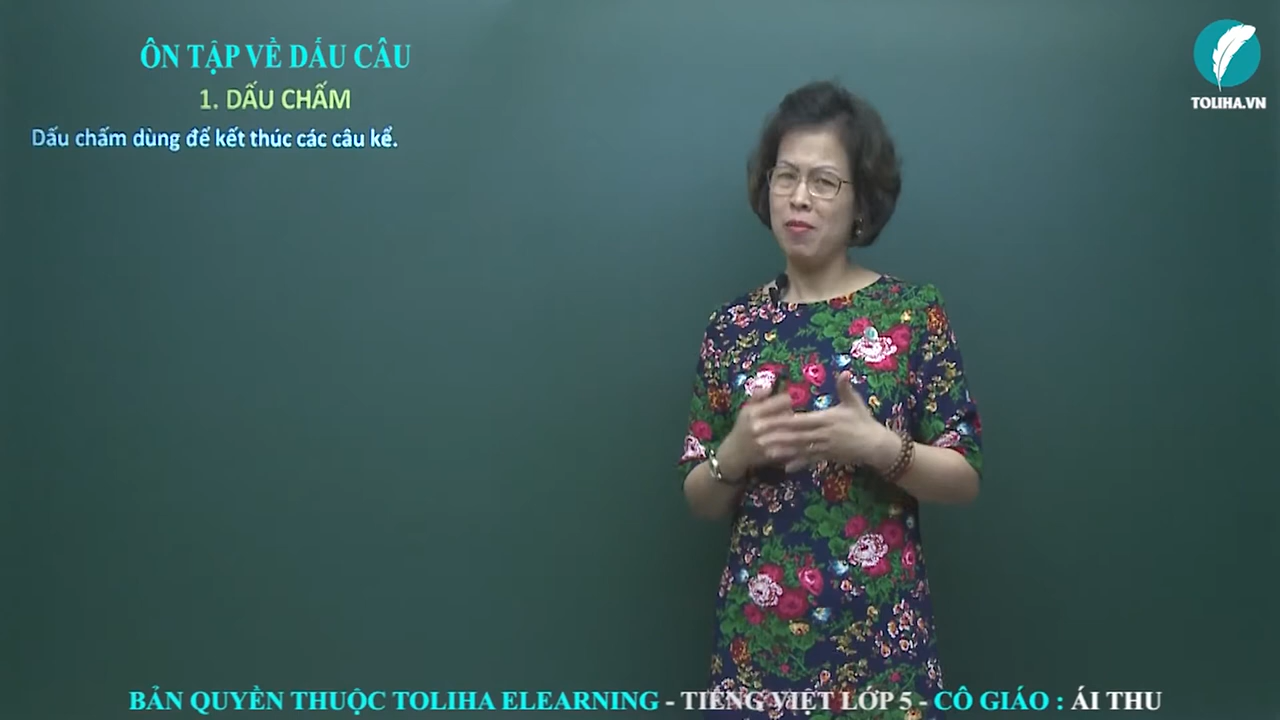 ÔN TẬP VỀ DẤU CÂU
1. DẤU CHẤM
Dấu chấm dùng để kết thúc các câu kể.
TOLIHA.VN
BẢN QUYỀN THUỘC TOLIHA ELEARNING - TIẾNG VIỆT LỚP 5 - CÔ GIÁO : ÁI THU